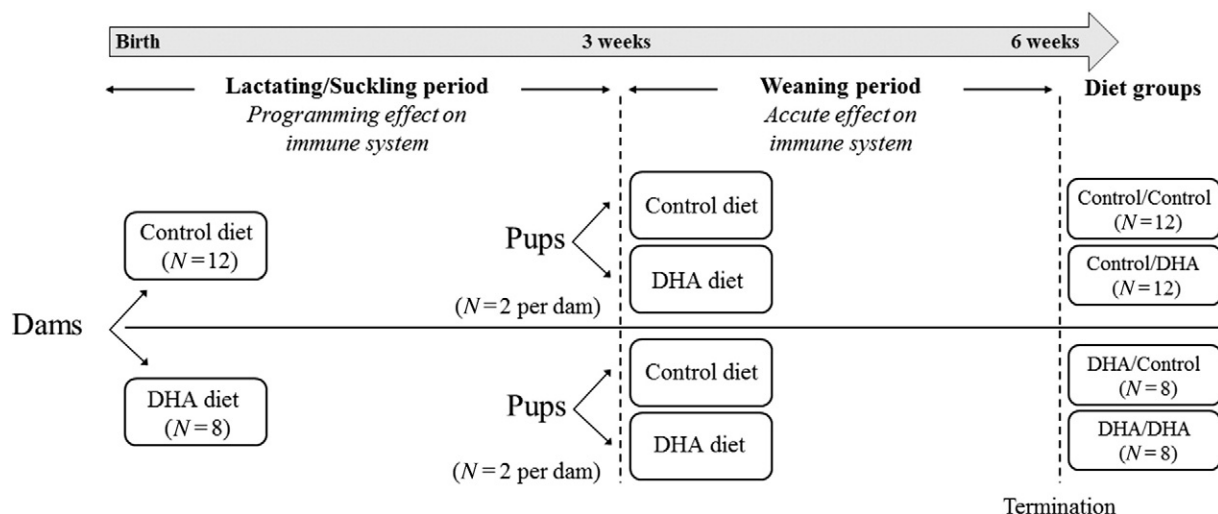 Birth
3 weeks
6 weeks
Lactating/Suckling period
Programming effect on
immune system
Weaning period
Accute effect on
immune system
Diet groups
Dams
Control diet
(N=12)
DHA diet
(N=8)
Pups
(N=2 per dam)
Control diet
DHA diet
Pups
(N=2 per dam)
Control diet
DHA diet
Control/Control
(N=12)
Control/DHA
(N=12)
DHA/Control
(N=8)
DHA/DHA
(N=8)
Termination